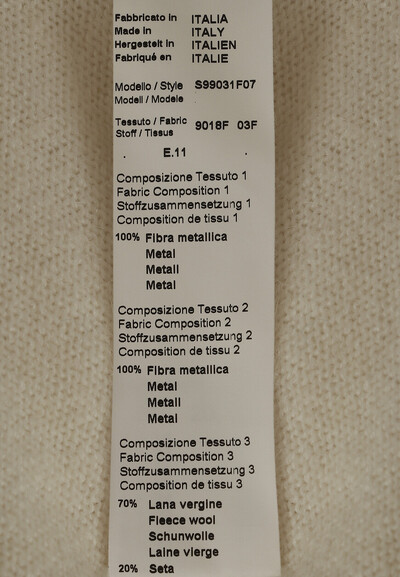 Fabbricato in ITALIA
Made in ITALY
Hergestelt in ITALIEN
Fabriqué en ITALIE
Modello / Style S99031F07
Modell / Modele
Tessuto / Fabric 9018F 03F
Stoff / Tissus
E.11
Composizione Tessuto 1
Fabric Composition 1
Stoffzusammensetzung 1
Composition de tissu 1
100% Fibra metallica
Metal
Metall
Metal
Composizione Tessuto 2
Fabric Composition 2
Stoffzusammensetzung 2
Composition de tissu 2
100% Fibra metallica
Metal
Metall
Metal
Composizione Tessuto 3
Fabric Composition 3
Stoffzusammensetzung 3
Composition de tissu 3
70% Lana vergine
Fleece wool
Schunwolle
Laine vierge
20% Seta